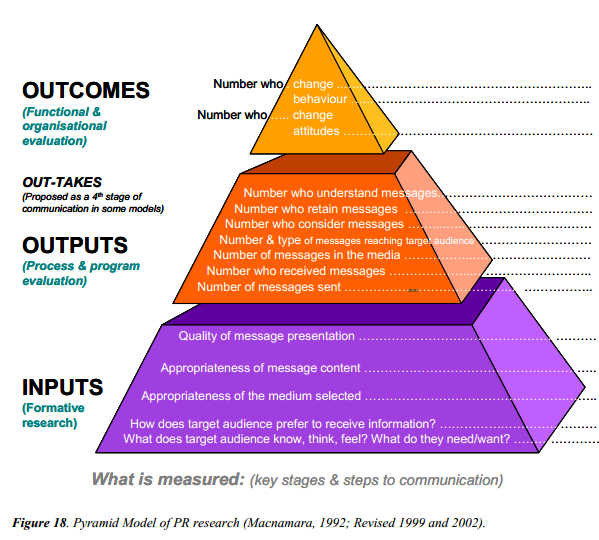 OUTCOMES
(Functional &
organisational
evaluation)
Number who change ..........
behaviour ..........
Number who ..... change
attitudes ..........
OUT-TAKES
(Proposed as a 4th stage of
communication in some models)
OUTPUTS
(Process & program
evaluation)
Number who understand messages..........
Number who retain messages ..........
Number who consider messages ..........
Number & type of messages reaching target audience
Number of messages in the media ..........
Number who received messages ..........
Number of messages sent ..........
INPUTS
(Formative
research)
Quality of message presentation ..........
Appropriateness of message content ..........
Appropriateness of the medium selected ..........
How does target audience prefer to receive information? ..........
What does target audience know, think, feel? What do they need/want? ..........
What is measured: (key stages & steps to communication)
Figure 18. Pyramid Model of PR research (Macnamara, 1992; Revised 1999 and 2002).